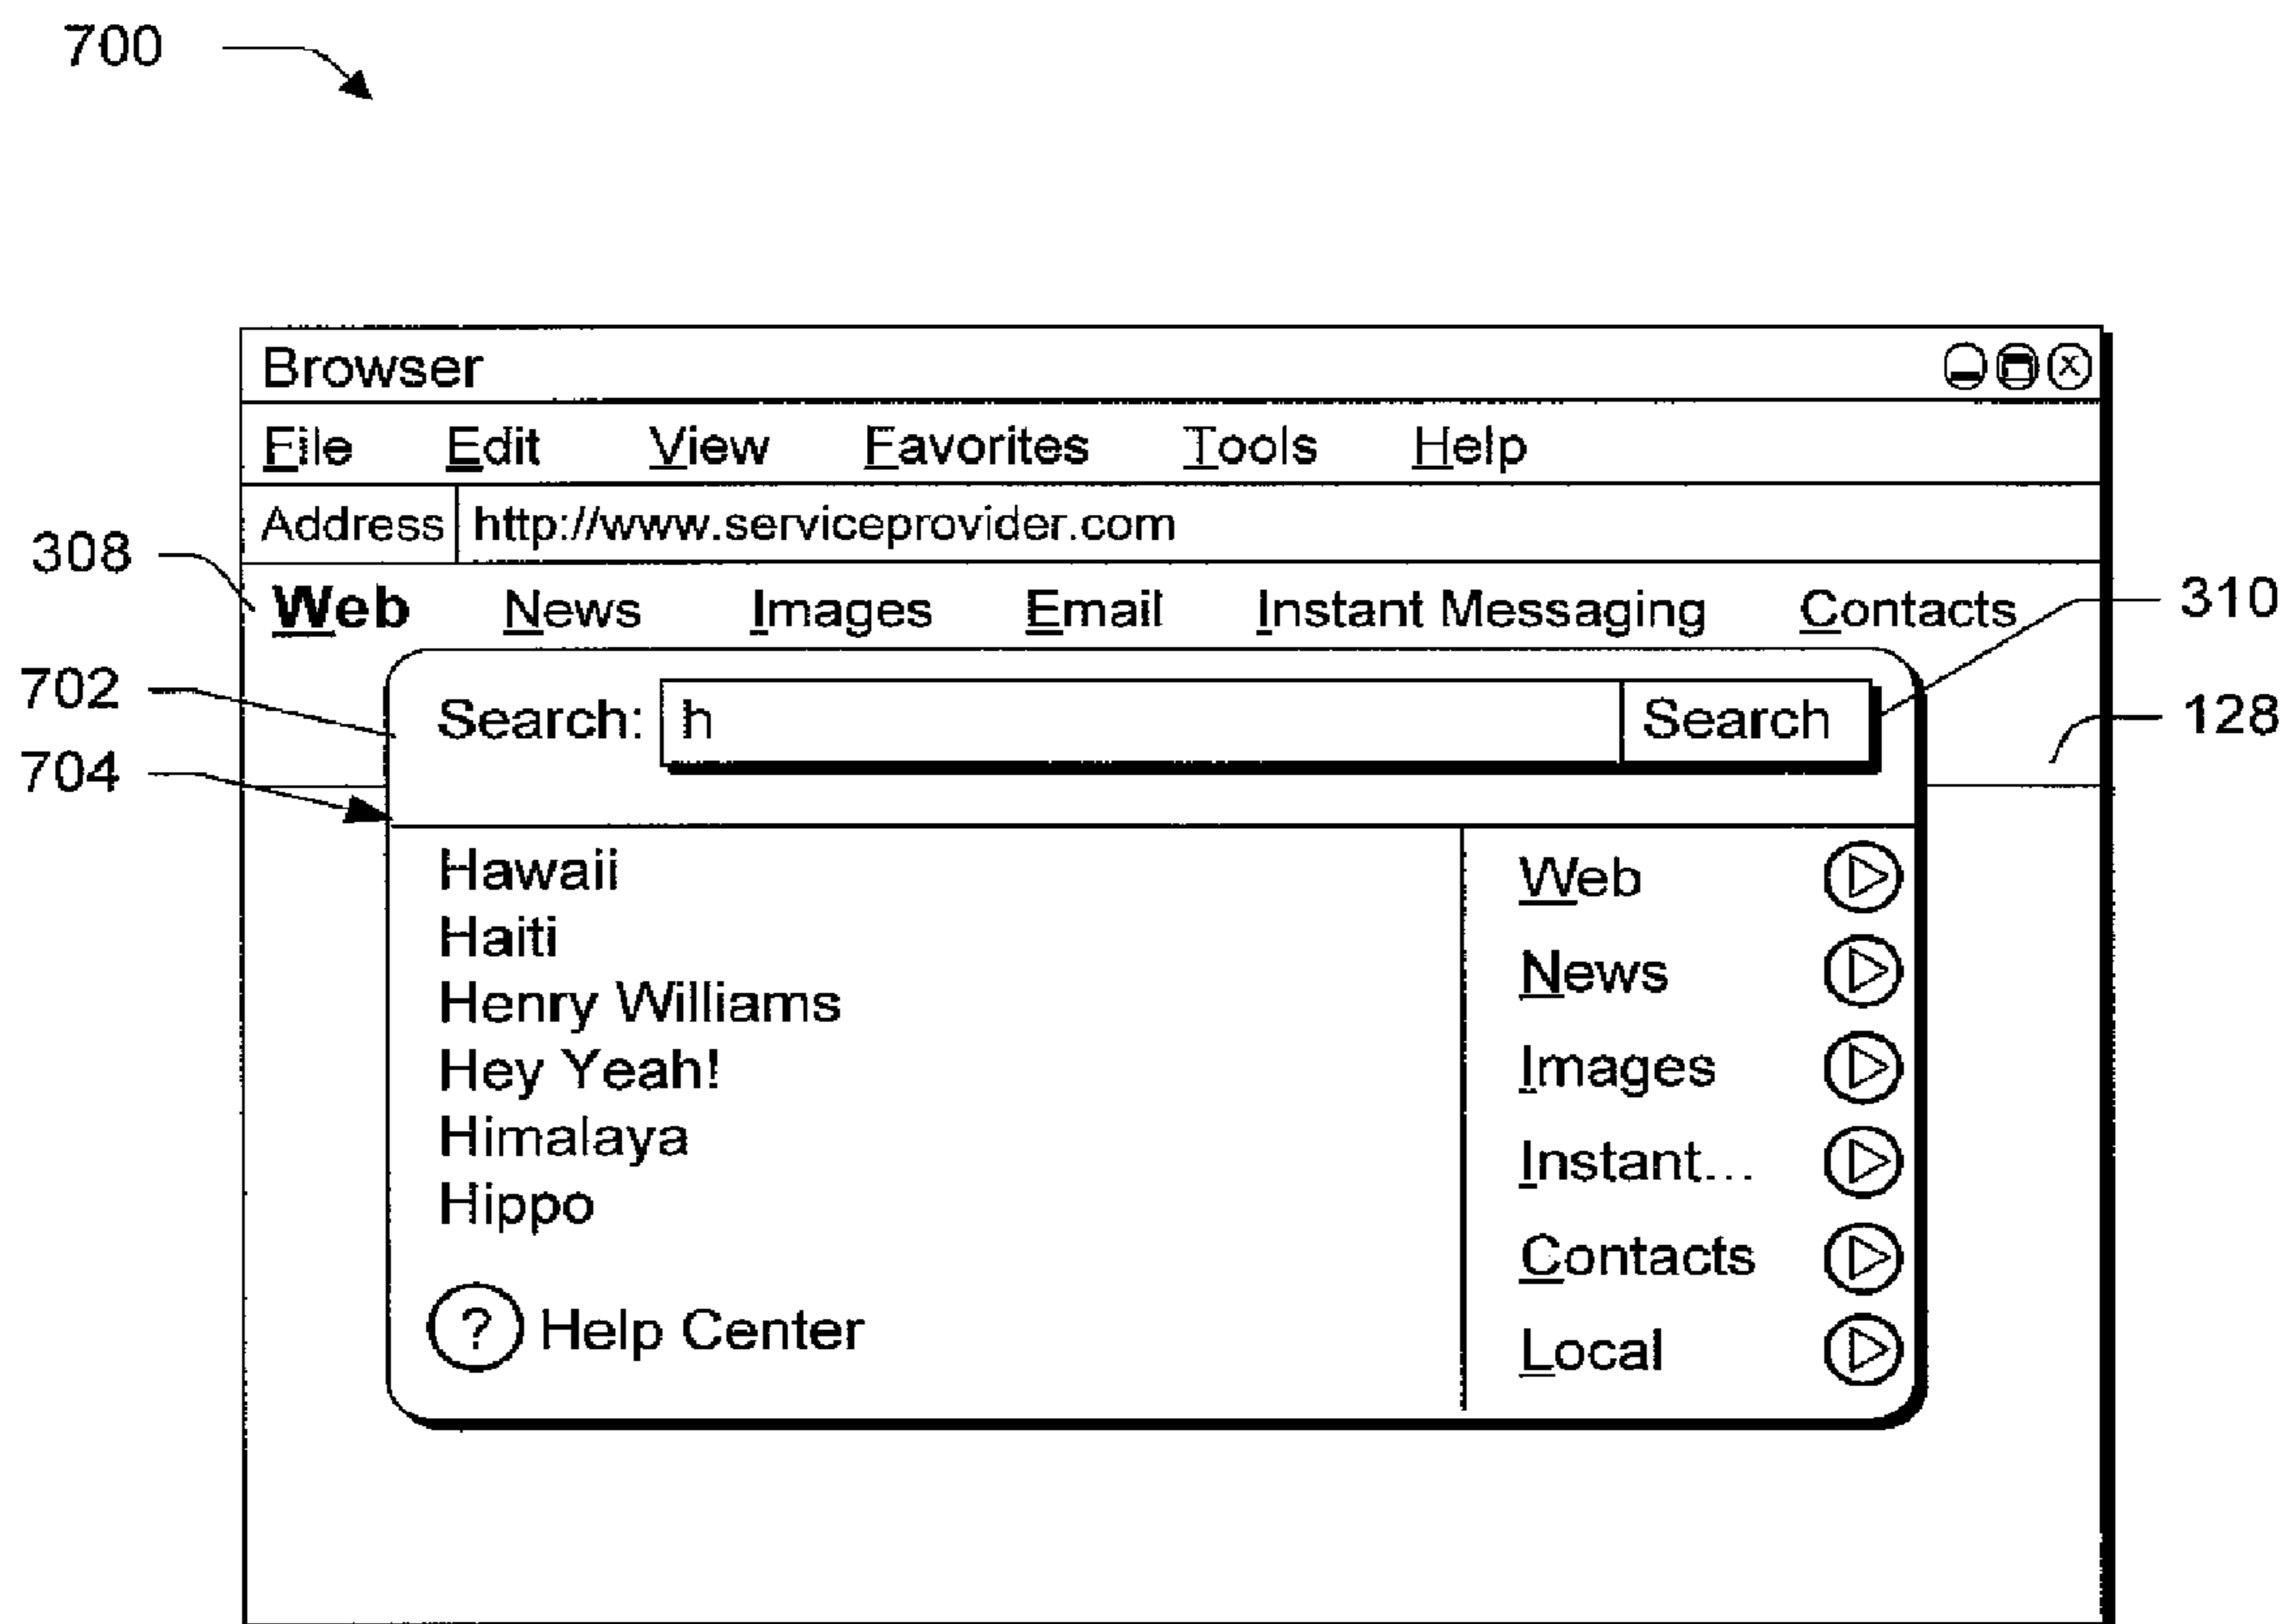 700
Browser
File Edit View Favorites Tools Help
Address http://www.serviceprovider.com
308
Web News Images Email Instant Messaging Contacts
310
702
Search: h Search
128
704
Hawaii
Haiti
Henry Williams
Hey Yeah!
Himalaya
Hippo
? Help Center
Web
News
Images
Instant...
Contacts
Local